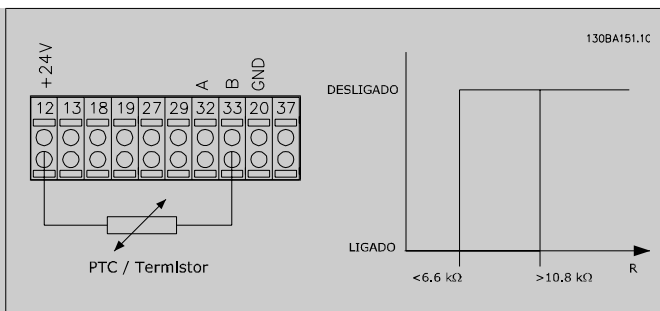 130BA151.10
+24V
A
B
GND
12 13 18 19 27 29 32 33 20 37
PTC / Termistor
DESLIGADO
LIGADO
<6.6 kΩ
>10.8 kΩ
R